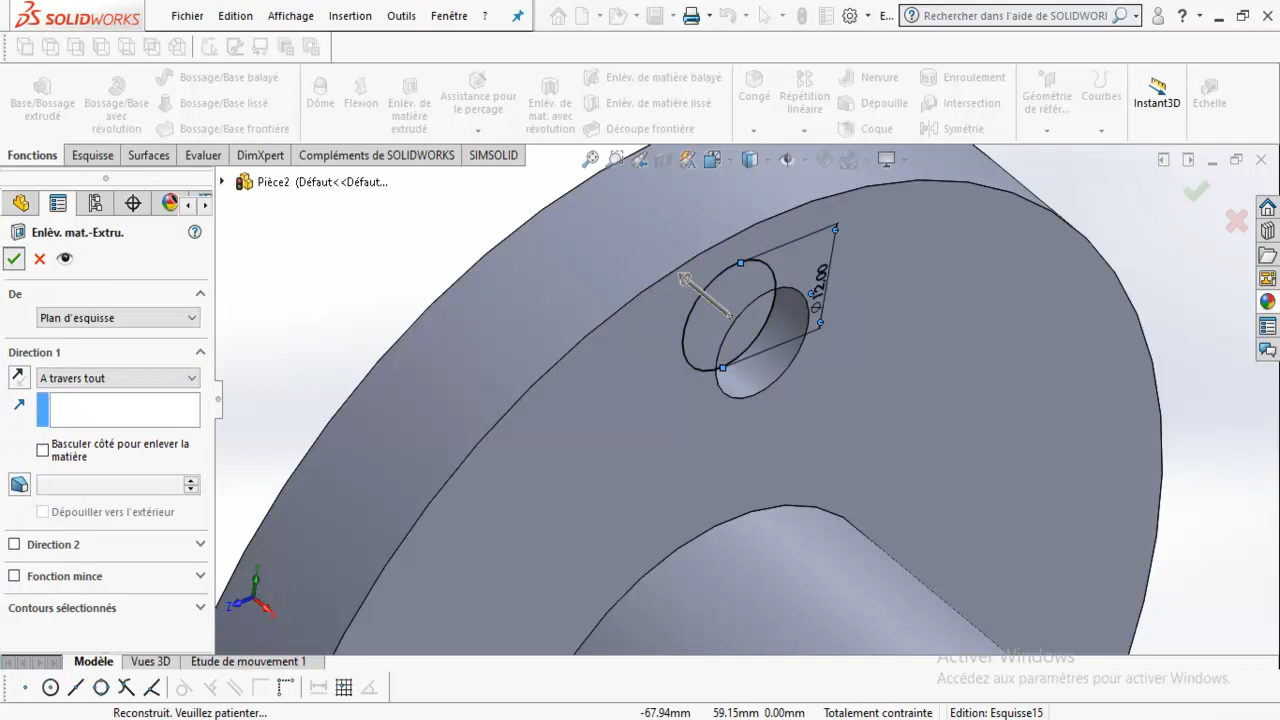 SOLIDWORKS
Fichier Edition Affichage Insertion Outils Fenêtre ?
E...
Rechercher dans l'aide de SOLIDWORI
?
Base/Bossage extrudé
Bossage/Base avec révolution
Bossage/Base balayé
Bossage/Base lissé
Bossage/Base frontière
Dôme
Flexion
Enlèv. de matière extrudé
Assistance pour le perçage
Enlèv. de mat. avec révolution
Enlèv. de matière balayé
Enlèv. de matière lissé
Découpe frontière
Congé
Répétition linéaire
Nervure
Dépouille
Coque
Enroulement
Intersection
Symétrie
Géométrie de référ...
Courbes
Instant3D
Echelle
Fonctions Esquisse Surfaces Evaluer DimXpert Compléments de SOLIDWORKS SIMSOLID
Pièce2 (Défaut<<Défaut...
Enlèv. mat.-Extru.
De
Plan d'esquisse
Direction 1
A travers tout
Basculer côté pour enlever la
matière
Dépouiller vers l'extérieur
Direction 2
Fonction mince
Contours sélectionnés
Ø12.00
Z
Modèle Vues 3D Etude de mouvement 1
Activer Windows
Accédez aux paramètres pour activer Windows.
Reconstruit. Veuillez patienter... -67.94mm 59.15mm 0.00mm Totalement contrainte Edition: Esquisse15